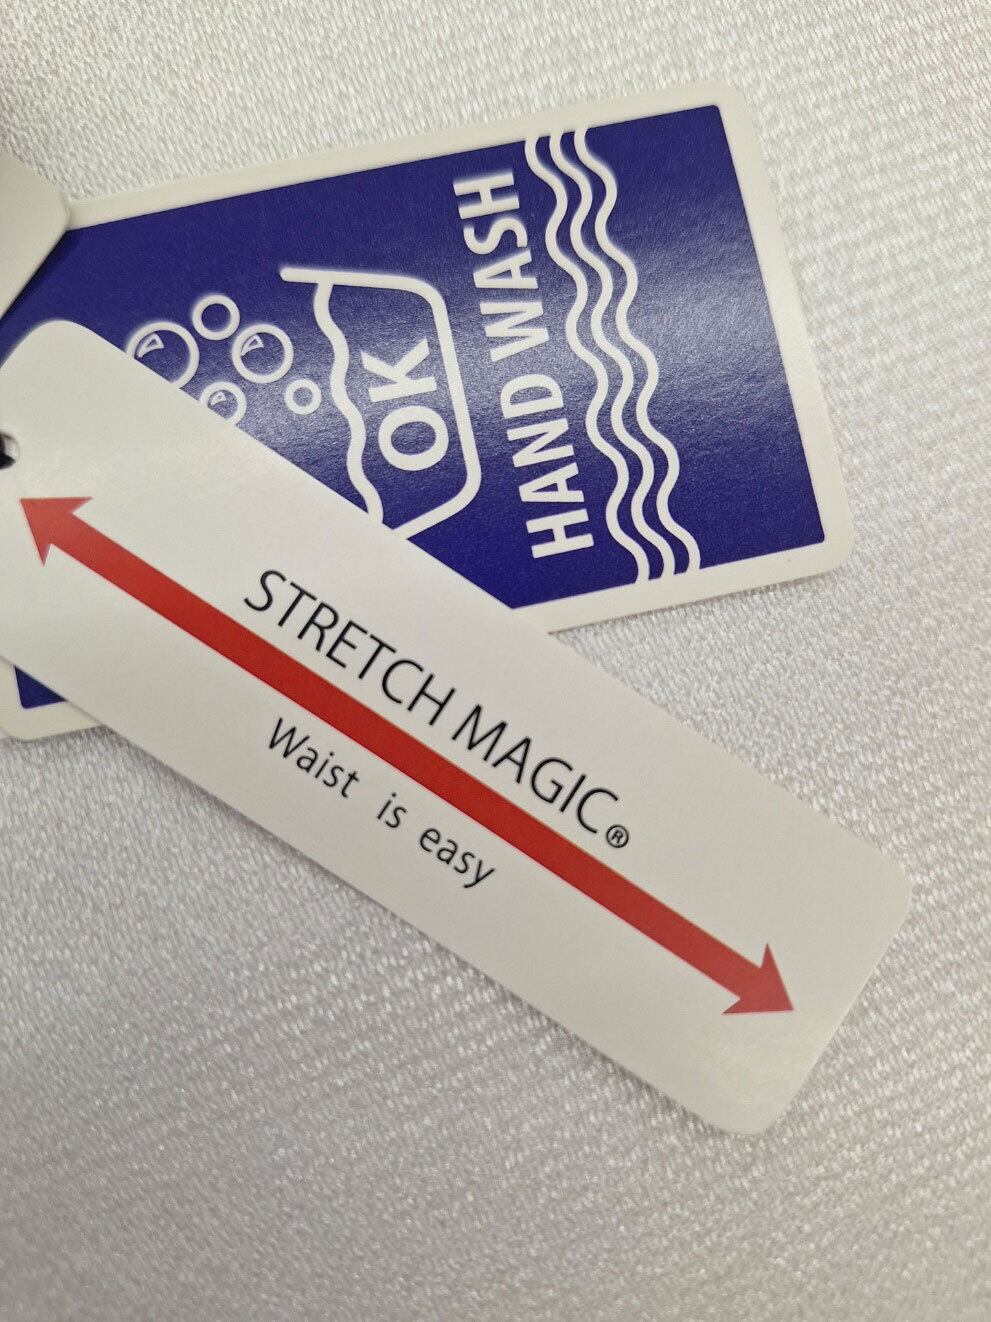 OK
HAND WASH
STRETCH MAGIC®
Waist is easy